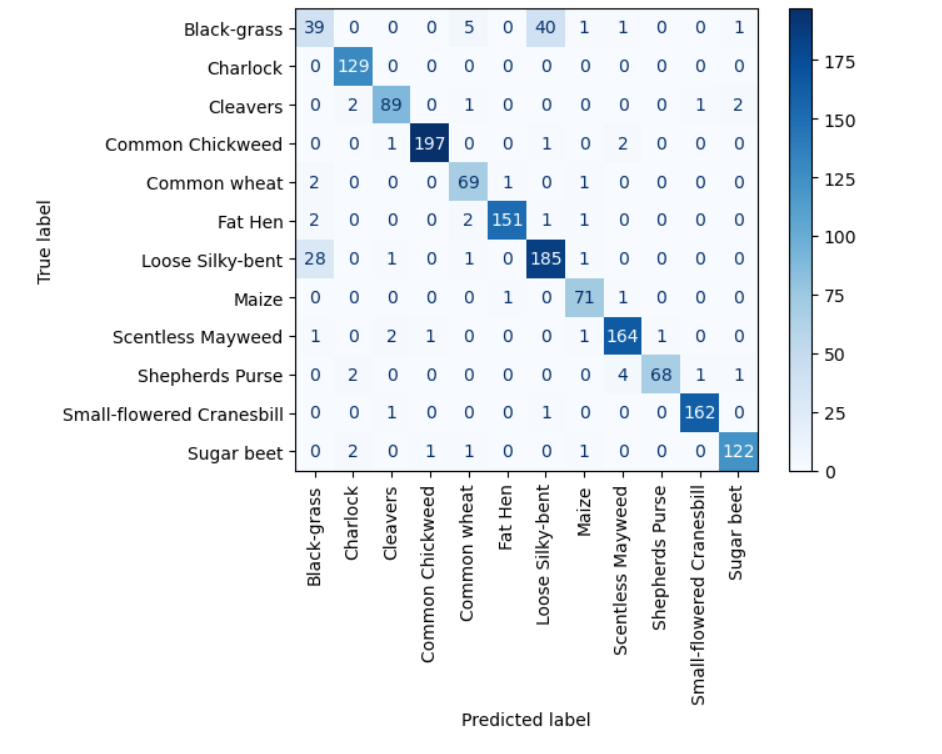 Black-grass 39 0 0 0 5 0 40 1 1 0 0 1
Charlock 0 129 0 0 0 0 0 0 0 0 0 0
Cleavers 0 2 89 0 1 0 0 0 0 0 1 2
Common Chickweed 0 0 1 197 0 0 1 0 2 0 0 0
Common wheat 2 0 0 0 69 1 0 1 0 0 0 0
Fat Hen 2 0 0 0 2 151 1 1 0 0 0 0
Loose Silky-bent 28 0 1 0 1 0 185 1 0 0 0 0
Maize 0 0 0 0 0 1 0 71 1 0 0 0
Scentless Mayweed 1 0 2 1 0 0 0 1 164 1 0 0
Shepherds Purse 0 2 0 0 0 0 0 0 4 68 1 1
Small-flowered Cranesbill 0 0 1 0 0 0 1 0 0 0 162 0
Sugar beet 0 2 0 1 1 0 0 1 0 0 0 122
True label
Black-grass
Charlock
Cleavers
Common Chickweed
Common wheat
Fat Hen
Loose Silky-bent
Maize
Scentless Mayweed
Shepherds Purse
Small-flowered Cranesbill
Sugar beet
Predicted label
175
150
125
100
75
50
25
0